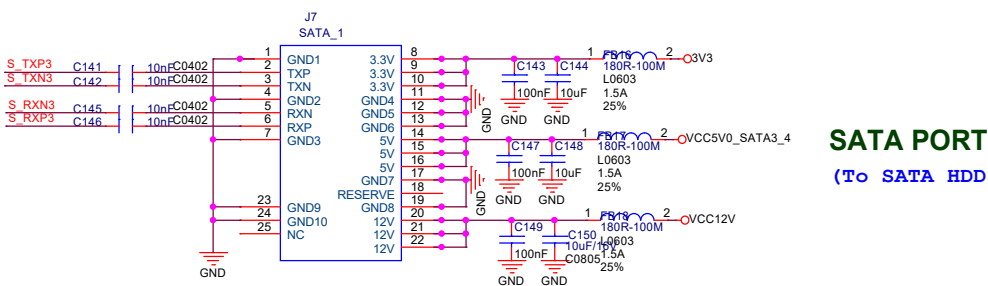 J7
SATA_1
S_TXP3 C141 10nF C0402
S_TXN3 C142 10nF C0402
S_RXN3 C145 10nF C0402
S_RXP3 C146 10nF C0402
1 GND1
2 TXP
3 TXN
4 GND2
5 RXN
6 RXP
7 GND3
23 GND9
24 GND10
25 NC
GND
3.3V 8
3.3V 9
3.3V 10
GND4 11
GND5 12
GND6 13
5V 14
5V 15
5V 16
GND7 17
RESERVE 18
GND8 19
12V 20
12V 21
12V 22
GND
GND
C143 C144
100nF 10uF
GND GND
1 FB16 2 3V3
180R-100M
L0603
1.5A
25%
C147 C148
100nF 10uF
GND GND
1 FB17 2 VCC5V0_SATA3_4
180R-100M
L0603
1.5A
25%
C149 C150
100nF 10uF/16V
C0805
GND GND
1 FB18 2 VCC12V
180R-100M
L0603
1.5A
25%
SATA PORT
(To SATA HDD